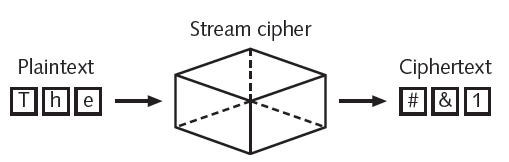 Stream cipher
Plaintext
Ciphertext
T h e
# & 1